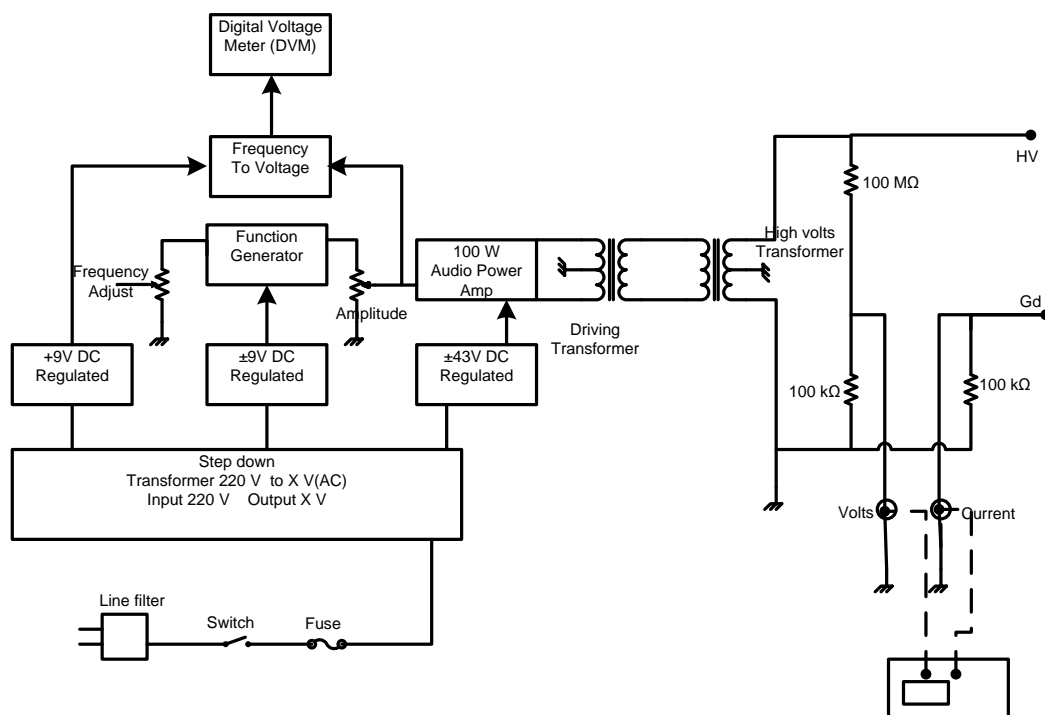 Digital Voltage
Meter (DVM)
Frequency
To Voltage
HV
100 MΩ
Function
Generator
High volts
Transformer
100 W
Audio Power
Amp
Frequency
Adjust
Amplitude
Gd
Driving
Transformer
+9V DC
Regulated
±9V DC
Regulated
±43V DC
Regulated
100 kΩ
100 kΩ
Step down
Transformer 220 V to X V(AC)
Input 220 V Output X V
Volts
Current
Line filter
Switch
Fuse